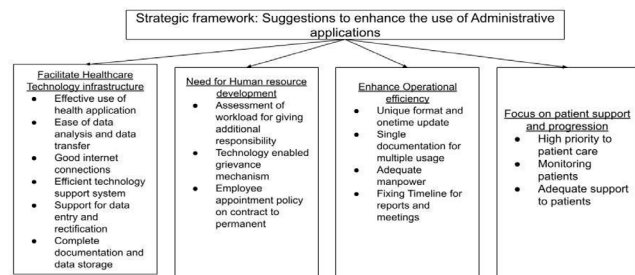 Strategic framework: Suggestions to enhance the use of Administrative
applications
Facilitate Healthcare
Technology infrastructure
● Effective use of
health application
● Ease of data
analysis and data
transfer
● Good internet
connections
● Efficient technology
support system
● Support for data
entry and
rectification
● Complete
documentation and
data storage
Need for Human resource
development
● Assessment of
workload for giving
additional
responsibility
● Technology enabled
grievance
mechanism
● Employee
appointment policy
on contract to
permanent
Enhance Operational
efficiency
● Unique format and
onetime update
● Single
documentation for
multiple usage
● Adequate
manpower
● Fixing Timeline for
reports and
meetings
Focus on patient support
and progression
● High priority to
patient care
● Monitoring
patients
● Adequate support
to patients